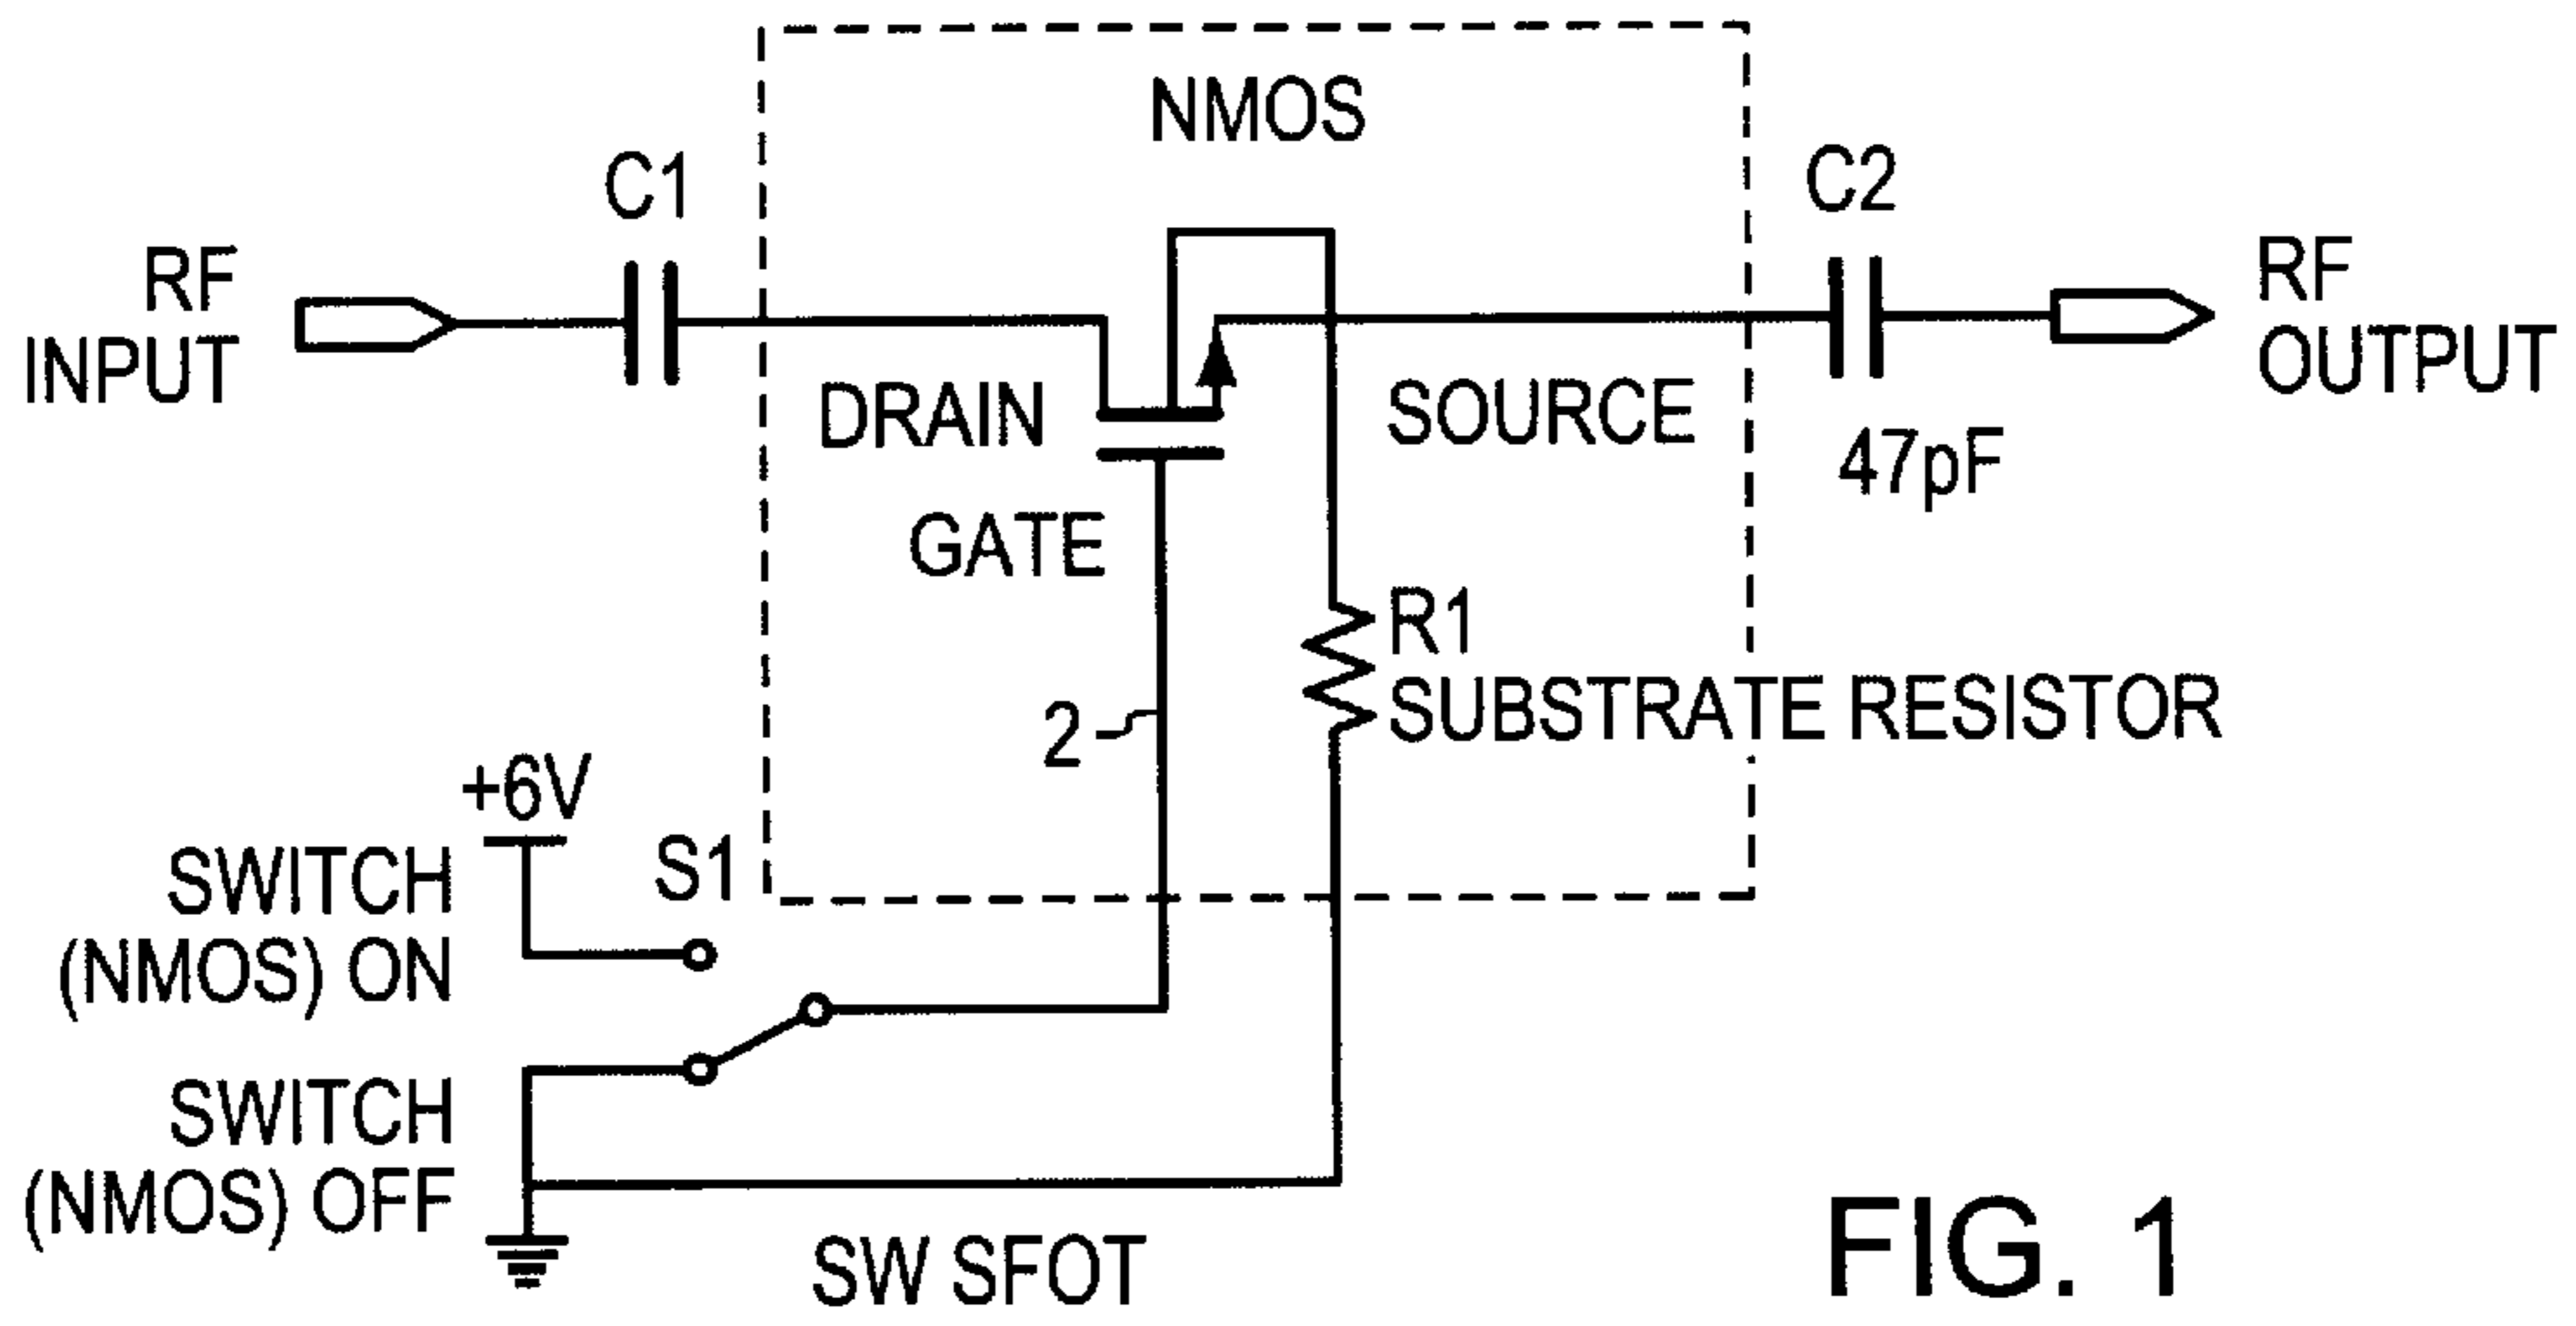 NMOS
C1
C2
RF
INPUT
RF
OUTPUT
DRAIN
SOURCE
47pF
GATE
R1
SUBSTRATE RESISTOR
2
+6V
S1
SWITCH
(NMOS) ON
SWITCH
(NMOS) OFF
SW SFOT
FIG. 1